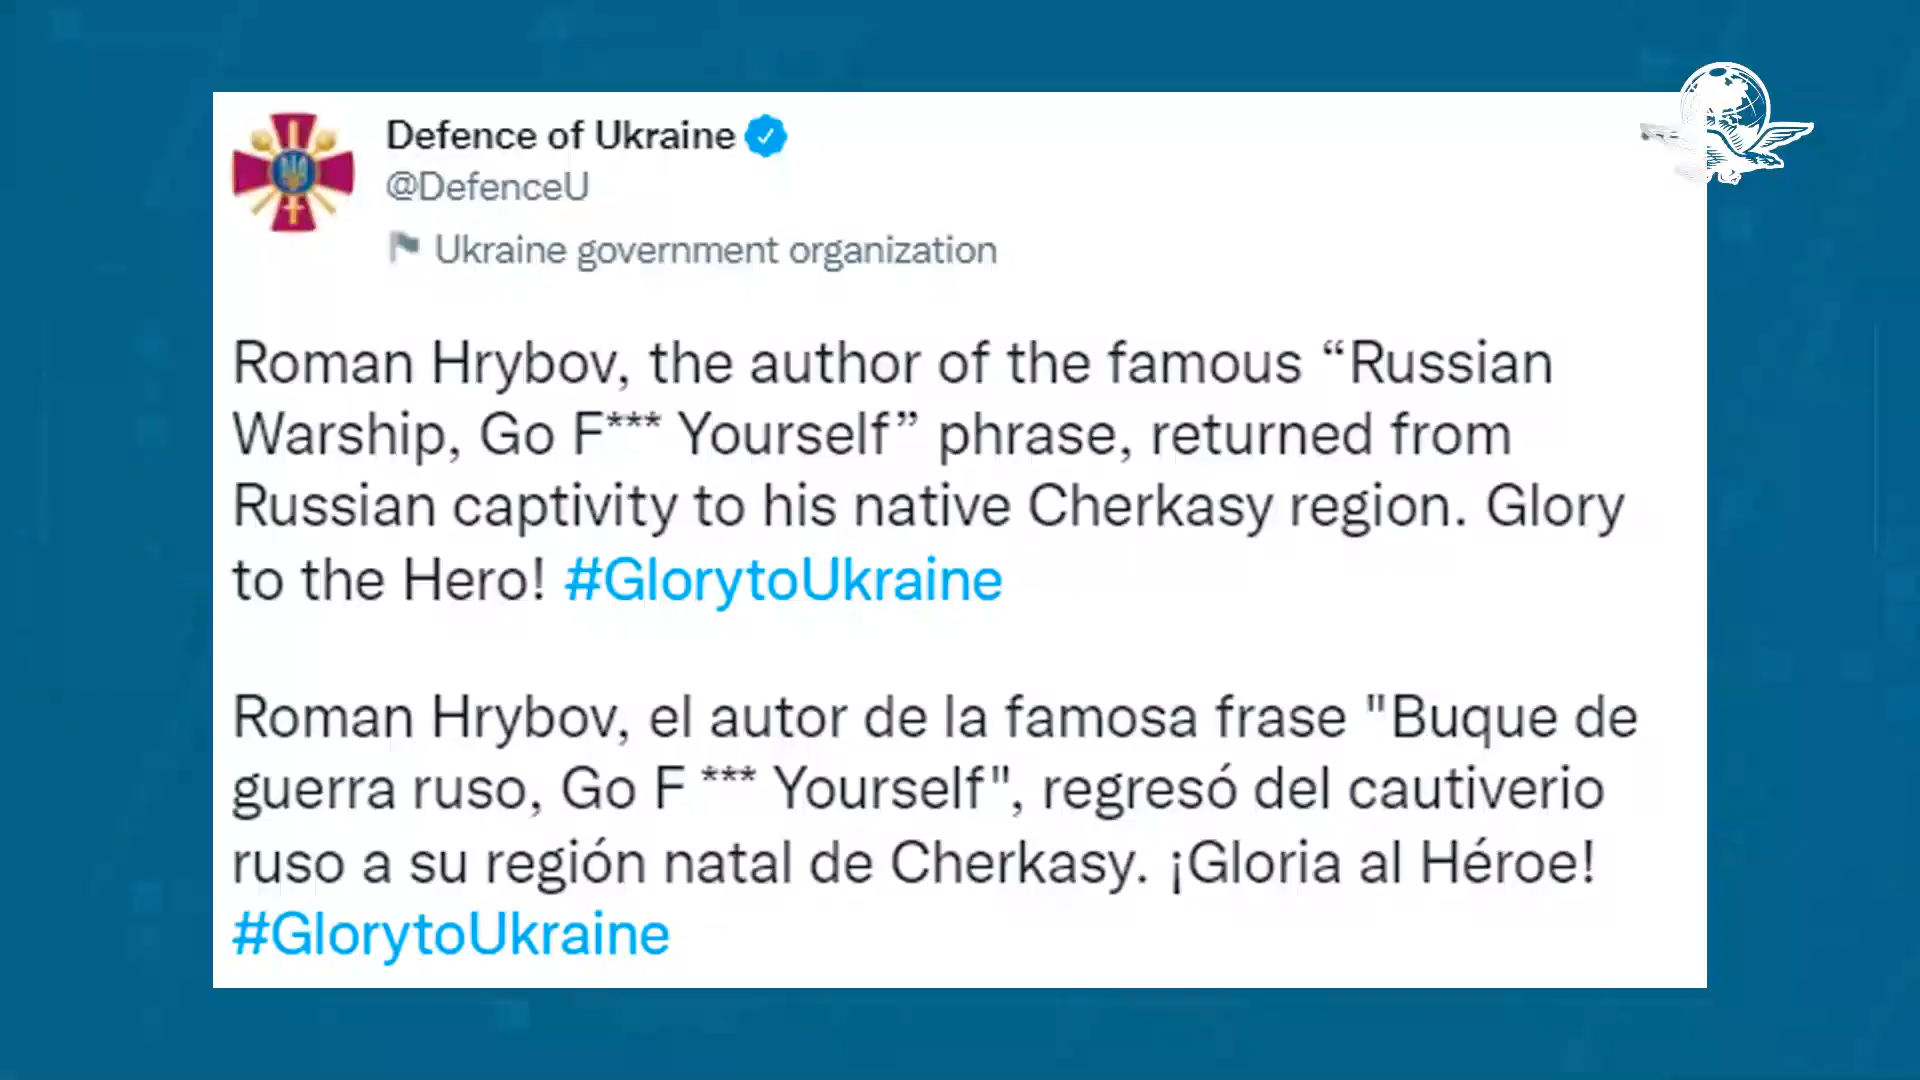 Defence of Ukraine
@DefenceU
Ukraine government organization
Roman Hrybov, the author of the famous “Russian
Warship, Go F*** Yourself” phrase, returned from
Russian captivity to his native Cherkasy region. Glory
to the Hero! #GlorytoUkraine
Roman Hrybov, el autor de la famosa frase "Buque de
guerra ruso, Go F *** Yourself", regresó del cautiverio
ruso a su región natal de Cherkasy. ¡Gloria al Héroe!
#GlorytoUkraine